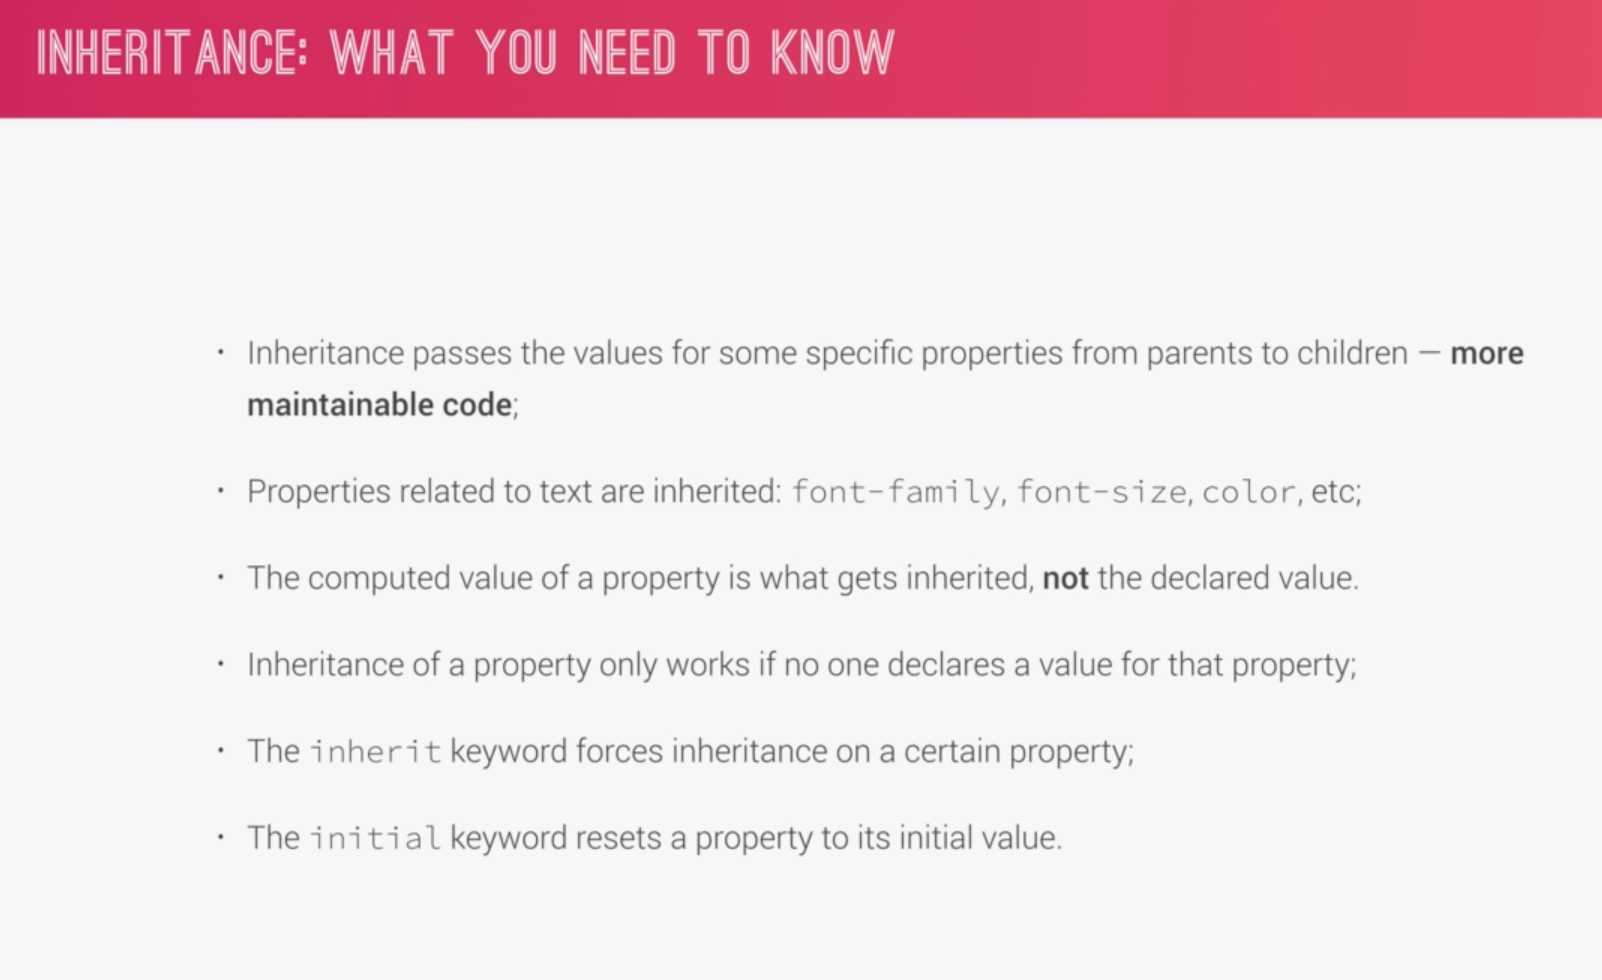 INHERITANCE: WHAT YOU NEED TO KNOW
• Inheritance passes the values for some specific properties from parents to children — more
maintainable code;
• Properties related to text are inherited: font-family, font-size, color, etc;
• The computed value of a property is what gets inherited, not the declared value.
• Inheritance of a property only works if no one declares a value for that property;
• The inherit keyword forces inheritance on a certain property;
• The initial keyword resets a property to its initial value.